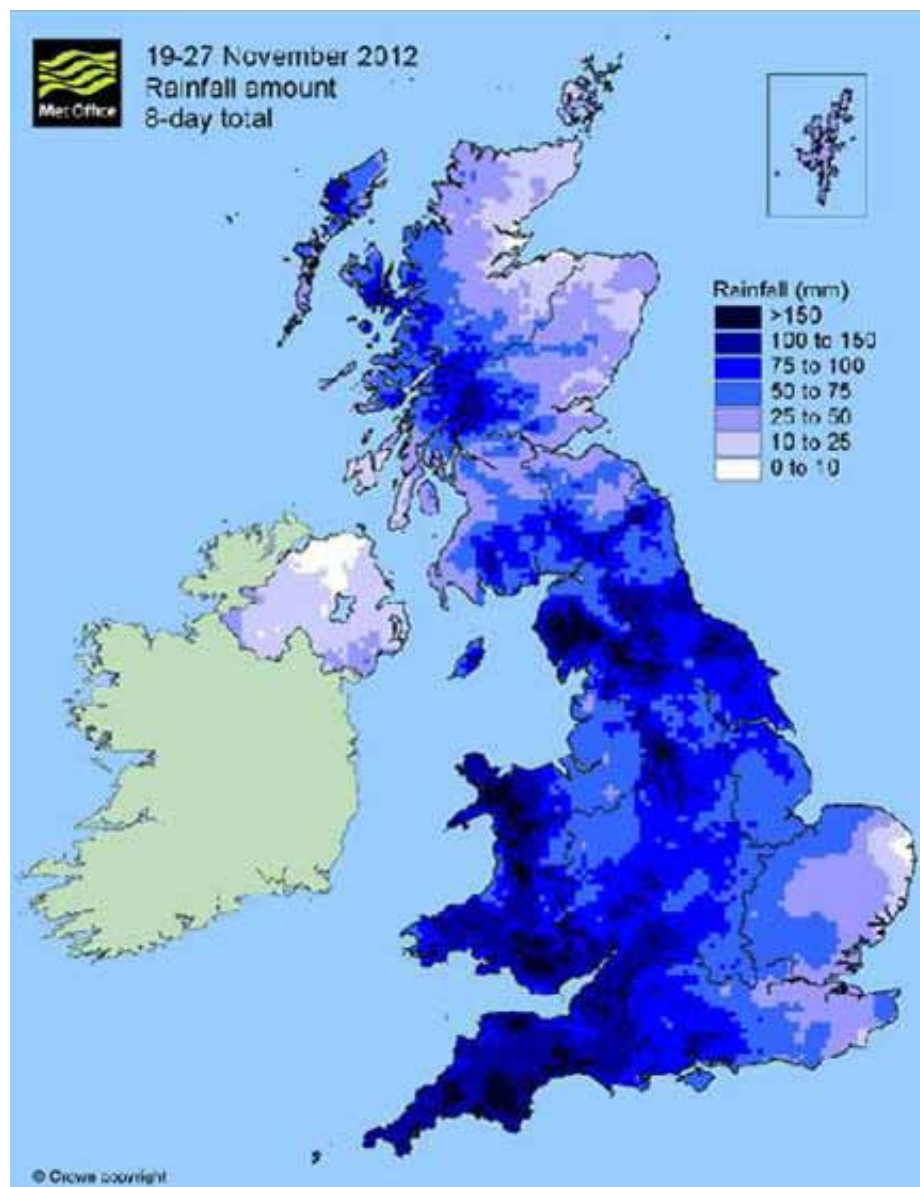 Met Office
19-27 November 2012
Rainfall amount
8-day total
Rainfall (mm)
>150
100 to 150
75 to 100
50 to 75
25 to 50
10 to 25
0 to 10
© Crown copyright